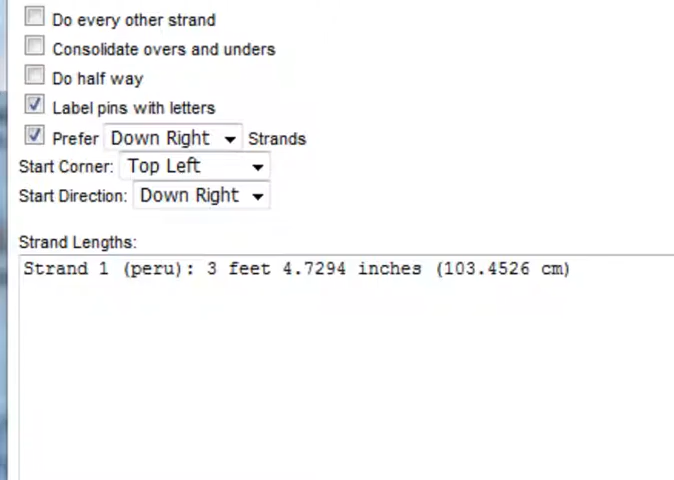 Do every other strand
Consolidate overs and unders
Do half way
Label pins with letters
Prefer Down Right Strands
Start Corner: Top Left
Start Direction: Down Right
Strand Lengths:
Strand 1 (peru): 3 feet 4.7294 inches (103.4526 cm)